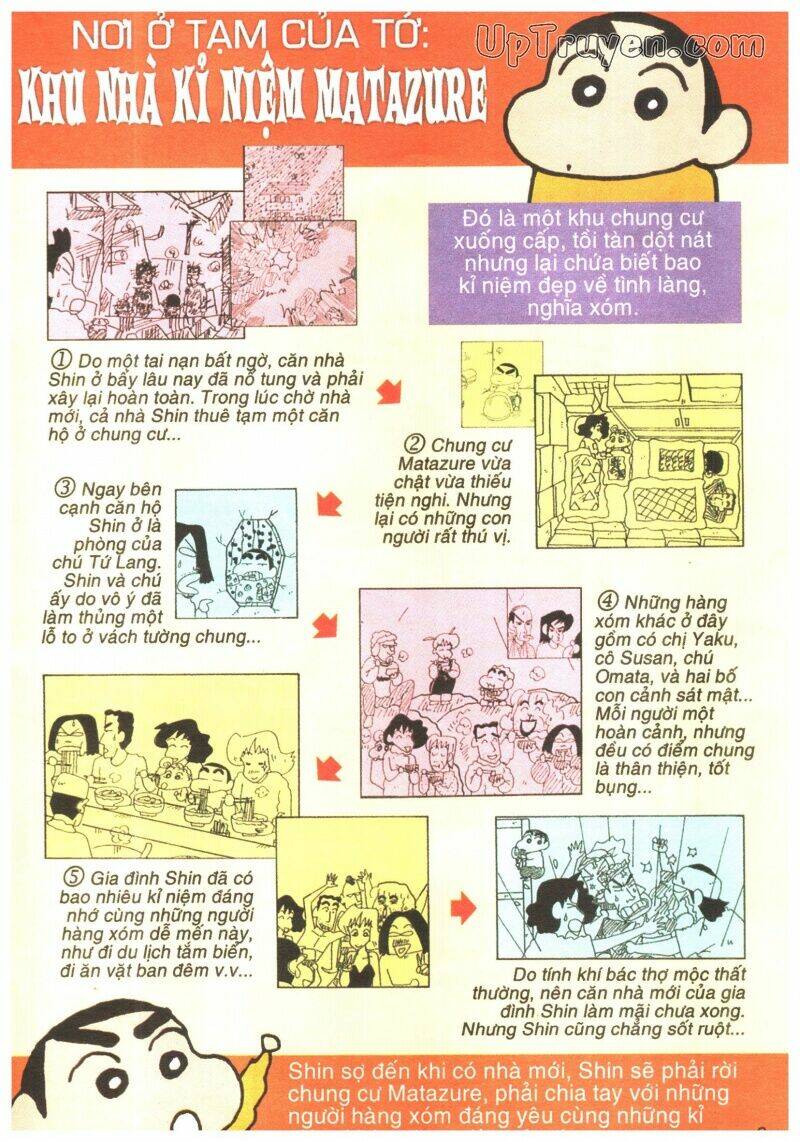 NƠI Ở TẠM CỦA TỚ:
UpTruyen.com
KHU NHÀ KỈ NIỆM MATAZURE
Đó là một khu chung cư
xuống cấp, tồi tàn dột nát
nhưng lại chứa biết bao
kỉ niệm đẹp về tình làng,
nghĩa xóm.
① Do một tai nạn bất ngờ, căn nhà
Shin ở bấy lâu nay đã nổ tung và phải
xây lại hoàn toàn. Trong lúc chờ nhà
mới, cả nhà Shin thuê tạm một căn
hộ ở chung cư...
② Chung cư
Matazure vừa
chật vừa thiếu
tiện nghi. Nhưng
lại có những con
người rất thú vị.
③ Ngay bên
cạnh căn hộ
Shin ở là
phòng của
chú Tứ Lang.
Shin và chú
ấy do vô ý đã
làm thủng một
lỗ to ở vách tường chung...
④ Những hàng
xóm khác ở đây
gồm có chị Yaku,
cô Susan, chú
Omata, và hai bố
con cảnh sát mật...
Mỗi người một
hoàn cảnh, nhưng
đều có điểm chung
là thân thiện, tốt
bụng...
⑤ Gia đình Shin đã có
bao nhiêu kỉ niệm đáng
nhớ cùng những người
hàng xóm dễ mến này,
như đi du lịch tắm biển,
đi ăn vặt ban đêm v.v...
Do tính khí bác thợ mộc thất
thường, nên căn nhà mới của gia
đình Shin làm mãi chưa xong.
Nhưng Shin cũng chẳng sốt ruột...
Shin sợ đến khi có nhà mới, Shin sẽ phải rời
chung cư Matazure, phải chia tay với những
người hàng xóm đáng yêu cùng những kỉ